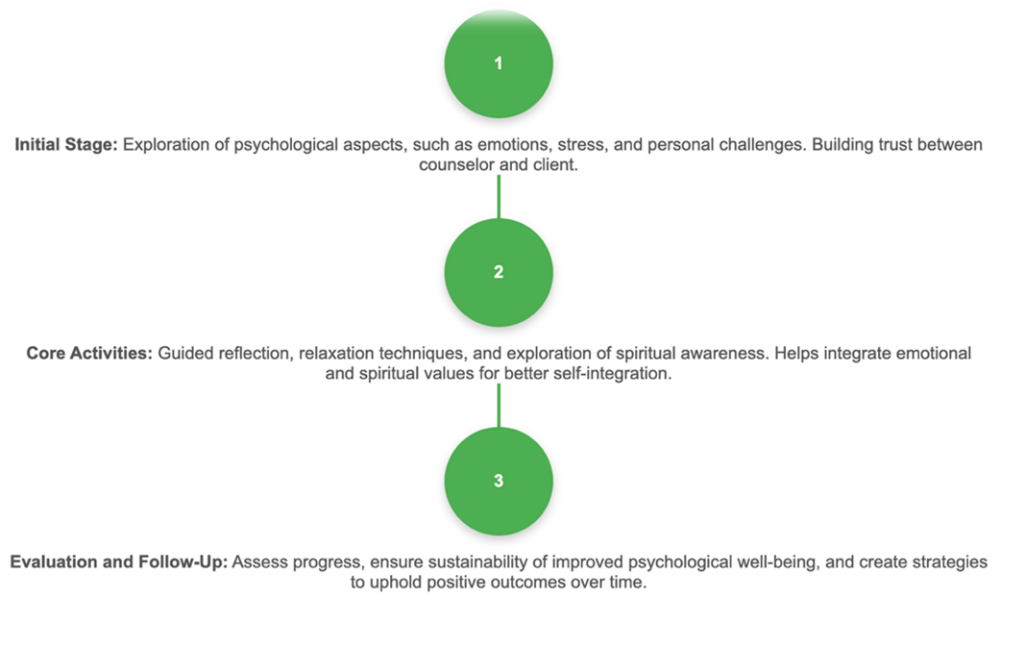 1
Initial Stage: Exploration of psychological aspects, such as emotions, stress, and personal challenges. Building trust between
counselor and client.
2
Core Activities: Guided reflection, relaxation techniques, and exploration of spiritual awareness. Helps integrate emotional
and spiritual values for better self-integration.
3
Evaluation and Follow-Up: Assess progress, ensure sustainability of improved psychological well-being, and create strategies
to uphold positive outcomes over time.